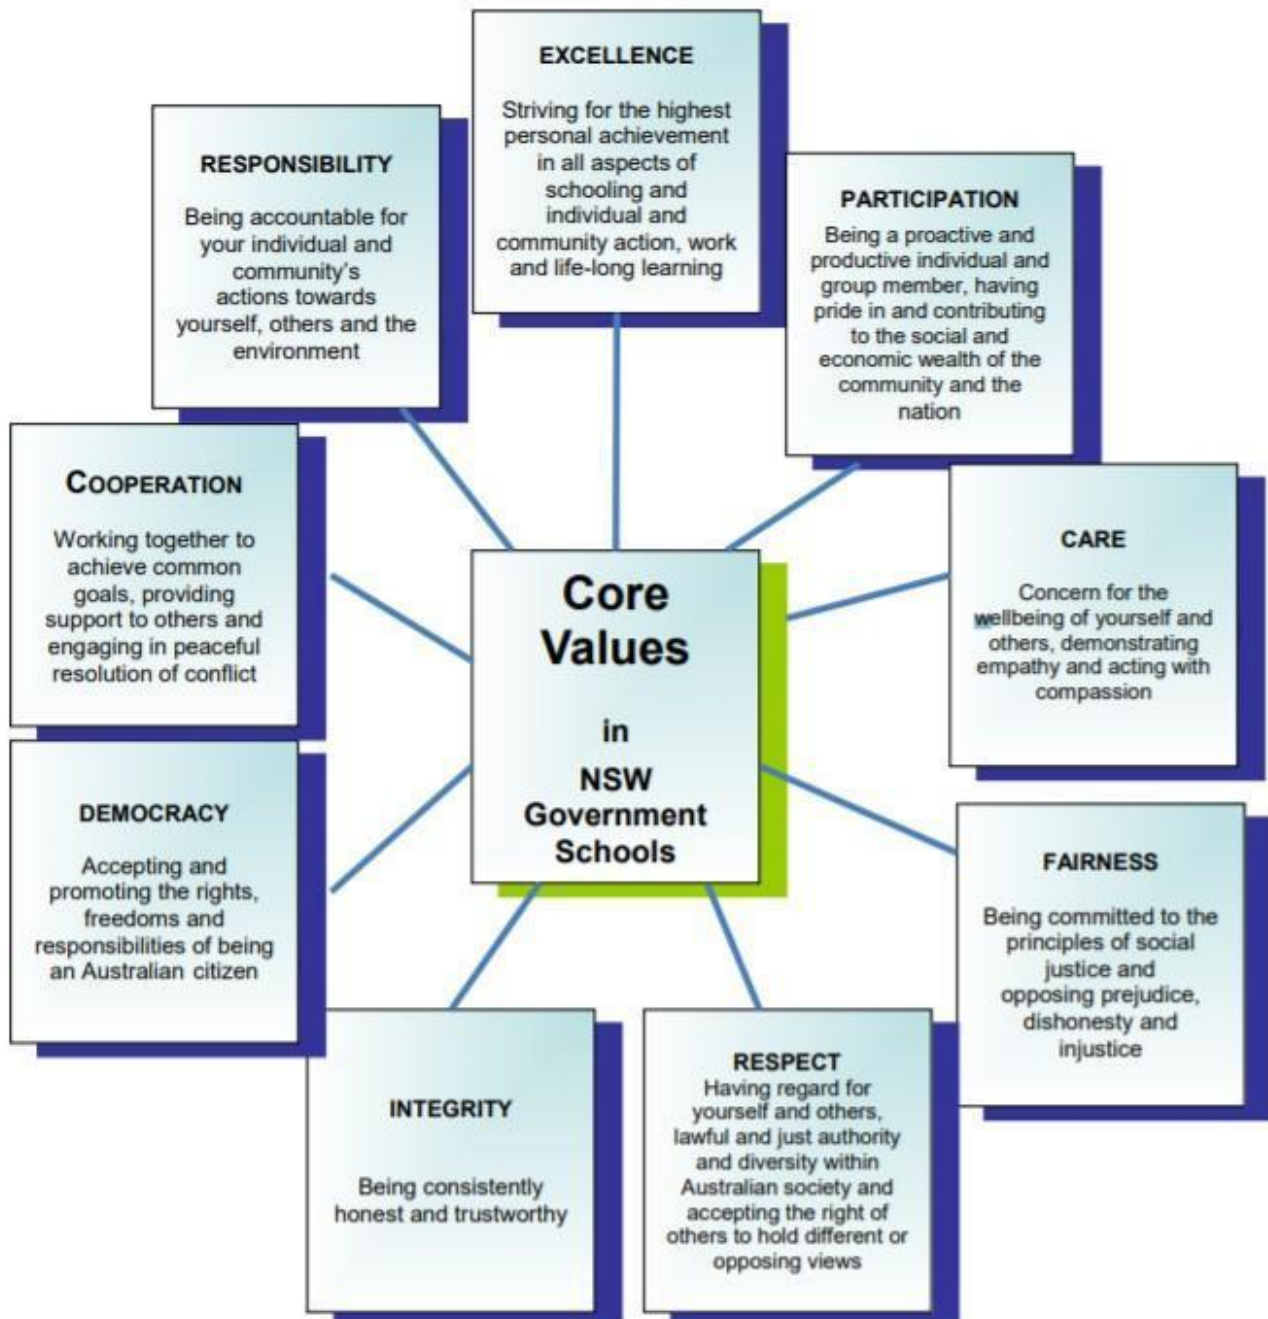 EXCELLENCE
Striving for the highest
personal achievement
in all aspects of
schooling and
individual and
community action, work
and life-long learning
RESPONSIBILITY
Being accountable for
your individual and
community's
actions towards
yourself, others and the
environment
PARTICIPATION
Being a proactive and
productive individual and
group member, having
pride in and contributing
to the social and
economic wealth of the
community and the
nation
COOPERATION
Working together to
achieve common
goals, providing
support to others and
engaging in peaceful
resolution of conflict
Core
Values
in
NSW
Government
Schools
CARE
Concern for the
wellbeing of yourself and
others, demonstrating
empathy and acting with
compassion
DEMOCRACY
Accepting and
promoting the rights,
freedoms and
responsibilities of being
an Australian citizen
FAIRNESS
Being committed to the
principles of social
justice and
opposing prejudice,
dishonesty and
injustice
INTEGRITY
Being consistently
honest and trustworthy
RESPECT
Having regard for
yourself and others,
lawful and just authority
and diversity within
Australian society and
accepting the right of
others to hold different or
opposing views